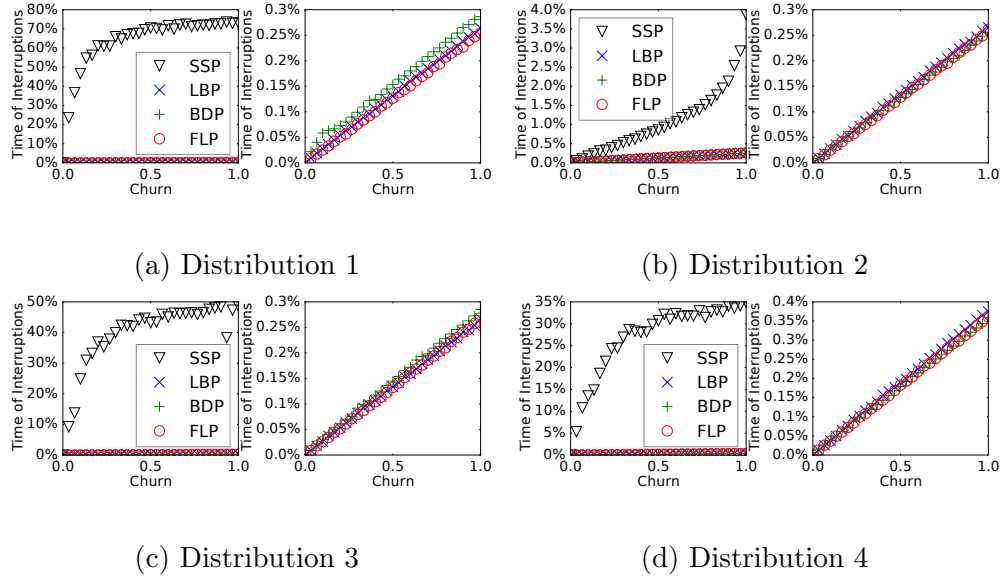 80%
70%
60%
50%
40%
30%
20%
10%
0%
Time of Interruptions
SSP
LBP
BDP
FLP
0.0 0.5 1.0
Churn
0.3%
0.25%
0.2%
0.15%
0.1%
0.05%
0.0%
Time of Interruptions
0.0 0.5 1.0
Churn
(a) Distribution 1
4.0%
3.5%
3.0%
2.5%
2.0%
1.5%
1.0%
0.5%
0.0%
Time of Interruptions
SSP
LBP
BDP
FLP
0.0 0.5 1.0
Churn
0.3%
0.25%
0.2%
0.15%
0.1%
0.05%
0.0%
Time of Interruptions
0.0 0.5 1.0
Churn
(b) Distribution 2
50%
40%
30%
20%
10%
0%
Time of Interruptions
SSP
LBP
BDP
FLP
0.0 0.5 1.0
Churn
0.3%
0.25%
0.2%
0.15%
0.1%
0.05%
0.0%
Time of Interruptions
0.0 0.5 1.0
Churn
(c) Distribution 3
35%
30%
25%
20%
15%
10%
5%
0%
Time of Interruptions
SSP
LBP
BDP
FLP
0.0 0.5 1.0
Churn
0.4%
0.35%
0.3%
0.25%
0.2%
0.15%
0.1%
0.05%
0.0%
Time of Interruptions
0.0 0.5 1.0
Churn
(d) Distribution 4